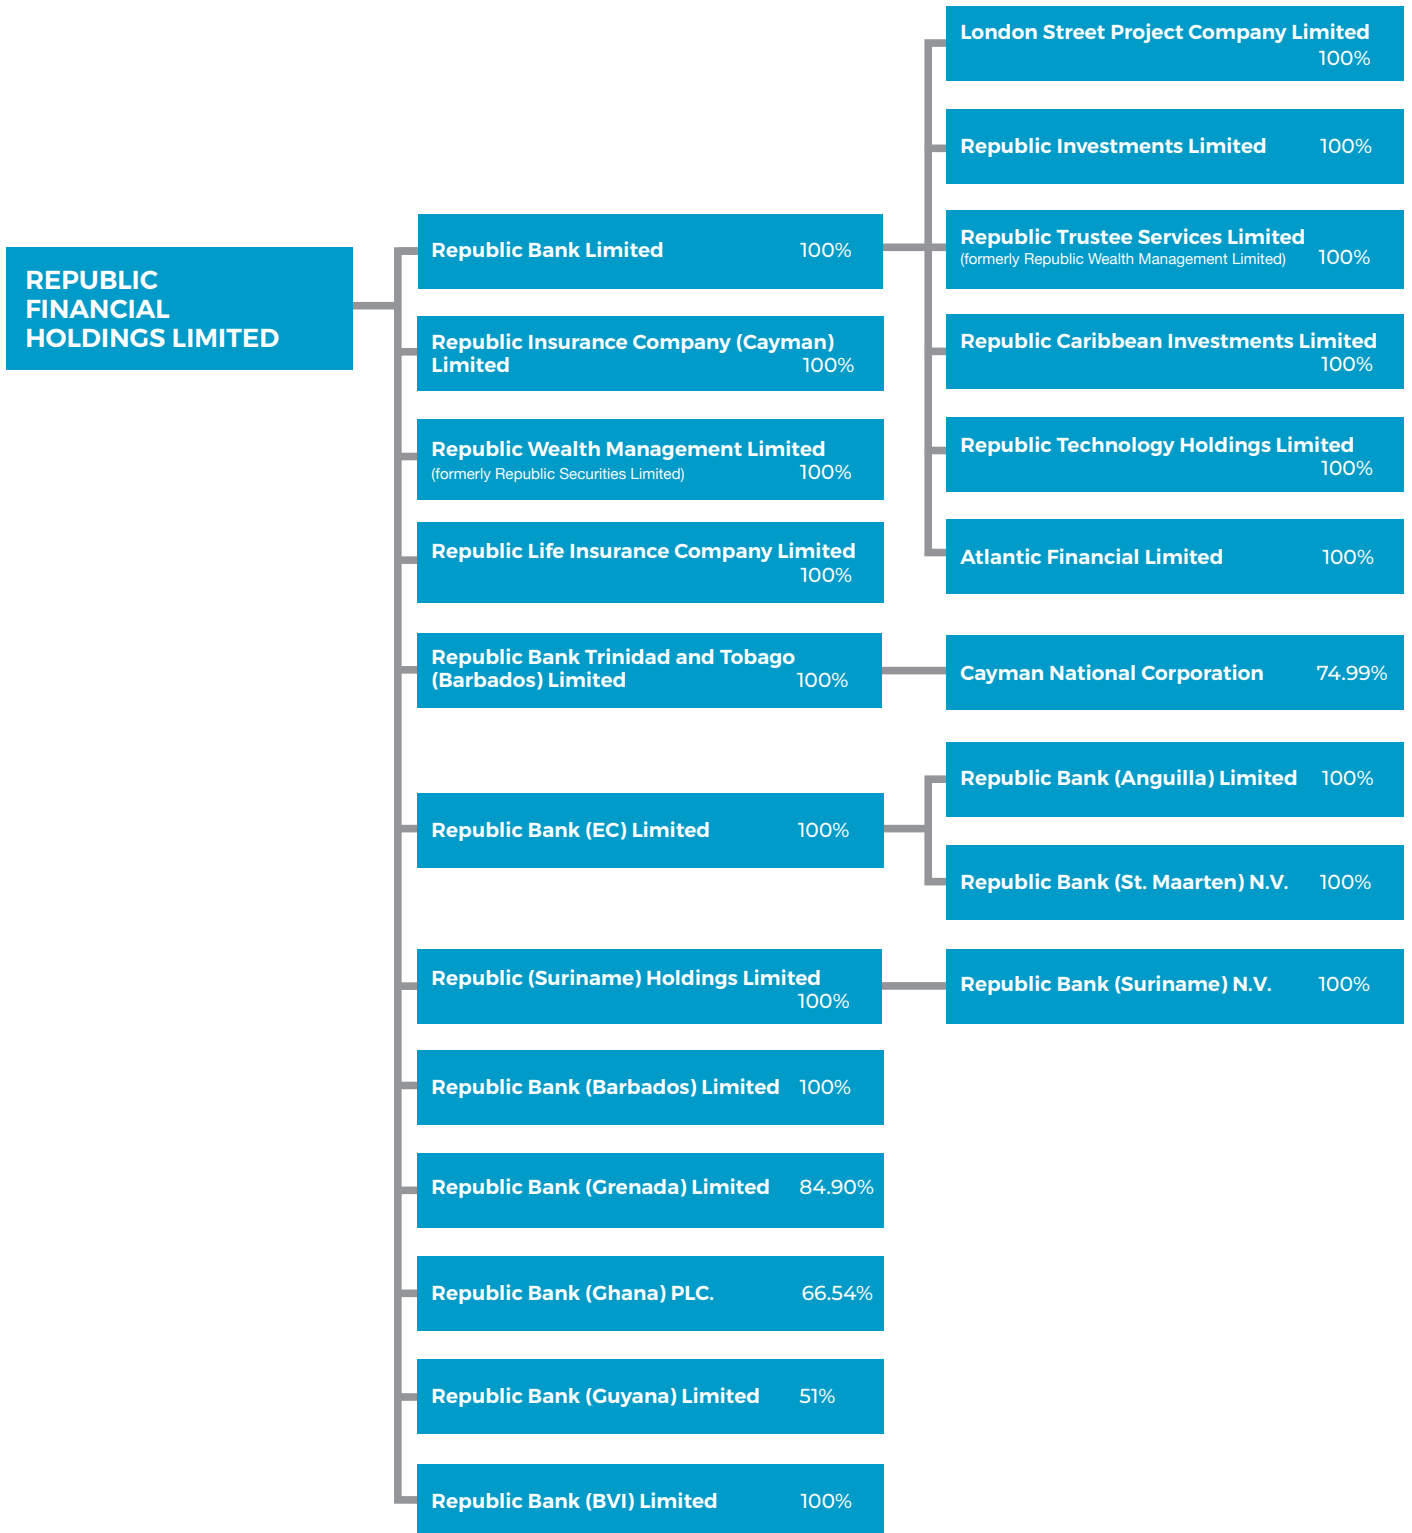 REPUBLIC
FINANCIAL
HOLDINGS LIMITED
Republic Bank Limited 100%
Republic Insurance Company (Cayman)
Limited 100%
Republic Wealth Management Limited
(formerly Republic Securities Limited) 100%
Republic Life Insurance Company Limited
100%
Republic Bank Trinidad and Tobago
(Barbados) Limited 100%
Republic Bank (EC) Limited 100%
Republic (Suriname) Holdings Limited
100%
Republic Bank (Barbados) Limited 100%
Republic Bank (Grenada) Limited 84.90%
Republic Bank (Ghana) PLC. 66.54%
Republic Bank (Guyana) Limited 51%
Republic Bank (BVI) Limited 100%
London Street Project Company Limited
100%
Republic Investments Limited 100%
Republic Trustee Services Limited
(formerly Republic Wealth Management Limited) 100%
Republic Caribbean Investments Limited
100%
Republic Technology Holdings Limited
100%
Atlantic Financial Limited 100%
Cayman National Corporation 74.99%
Republic Bank (Anguilla) Limited 100%
Republic Bank (St. Maarten) N.V. 100%
Republic Bank (Suriname) N.V. 100%